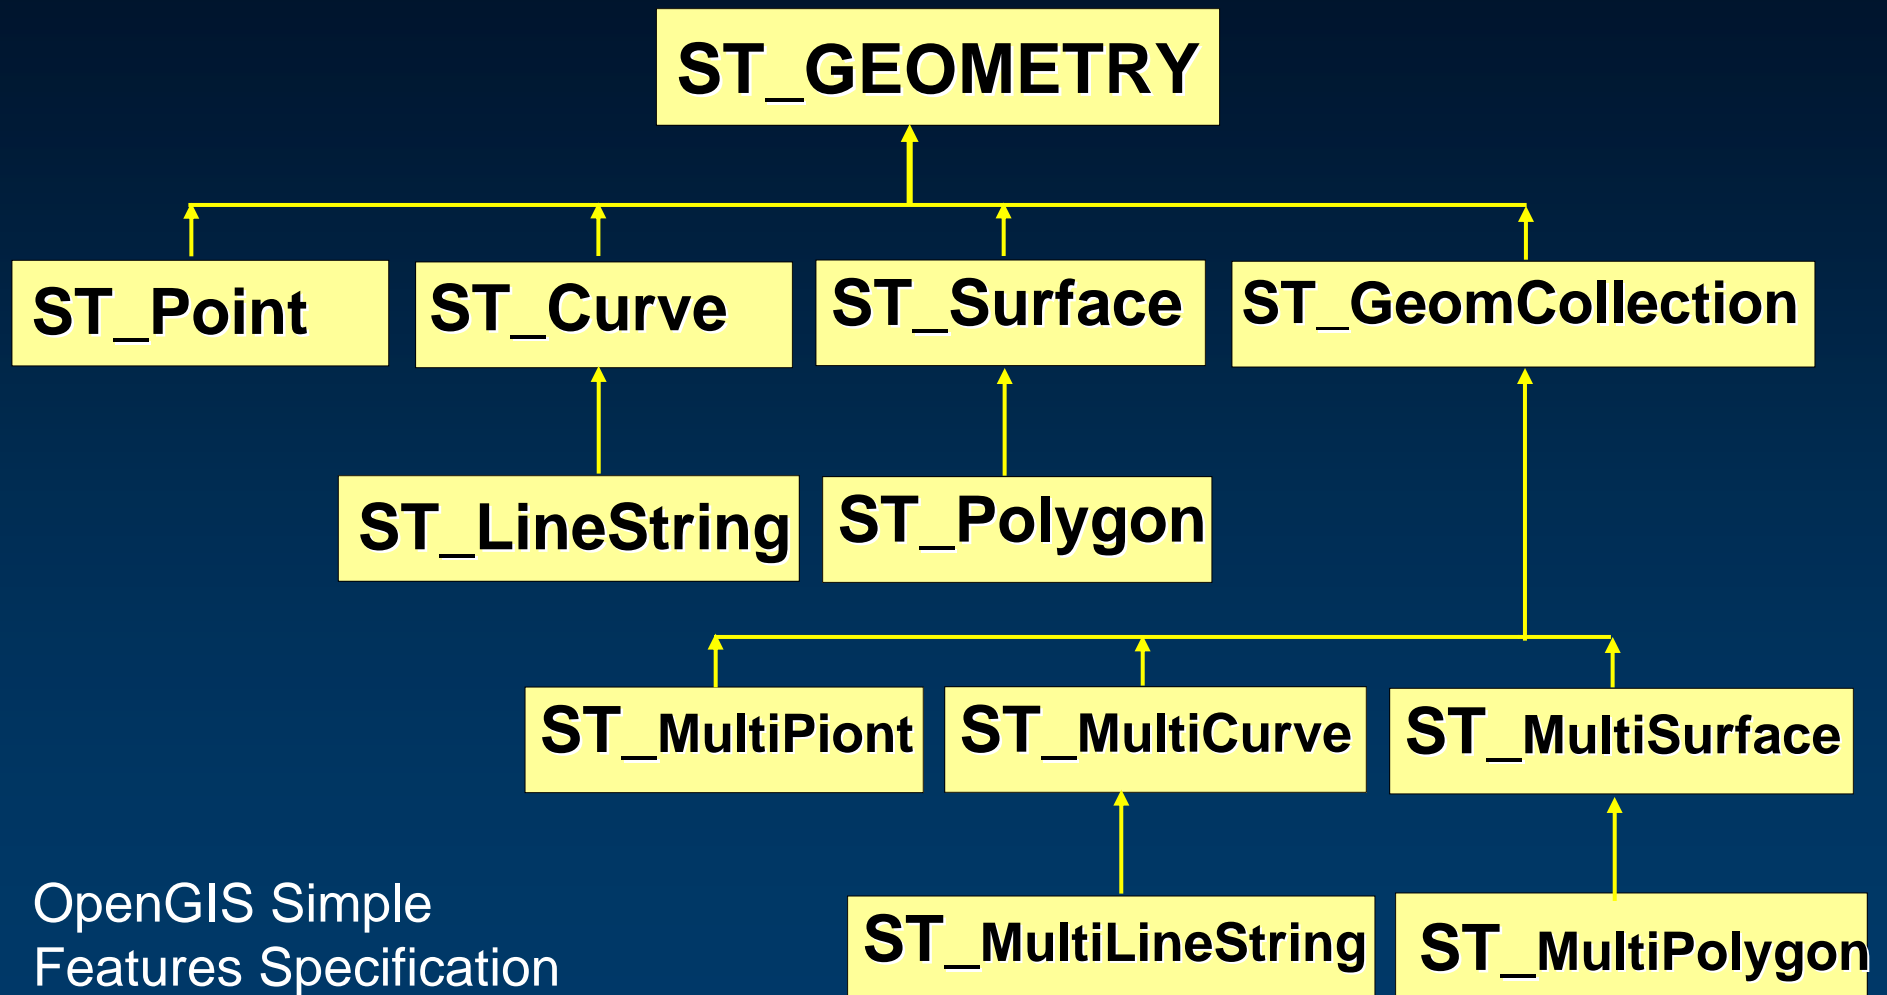 ST_GEOMETRY
ST_Point
ST_Curve
ST_Surface
ST_GeomCollection
ST_LineString
ST_Polygon
ST_MultiPiont
ST_MultiCurve
ST_MultiSurface
ST_MultiLineString
ST_MultiPolygon
OpenGIS Simple
Features Specification